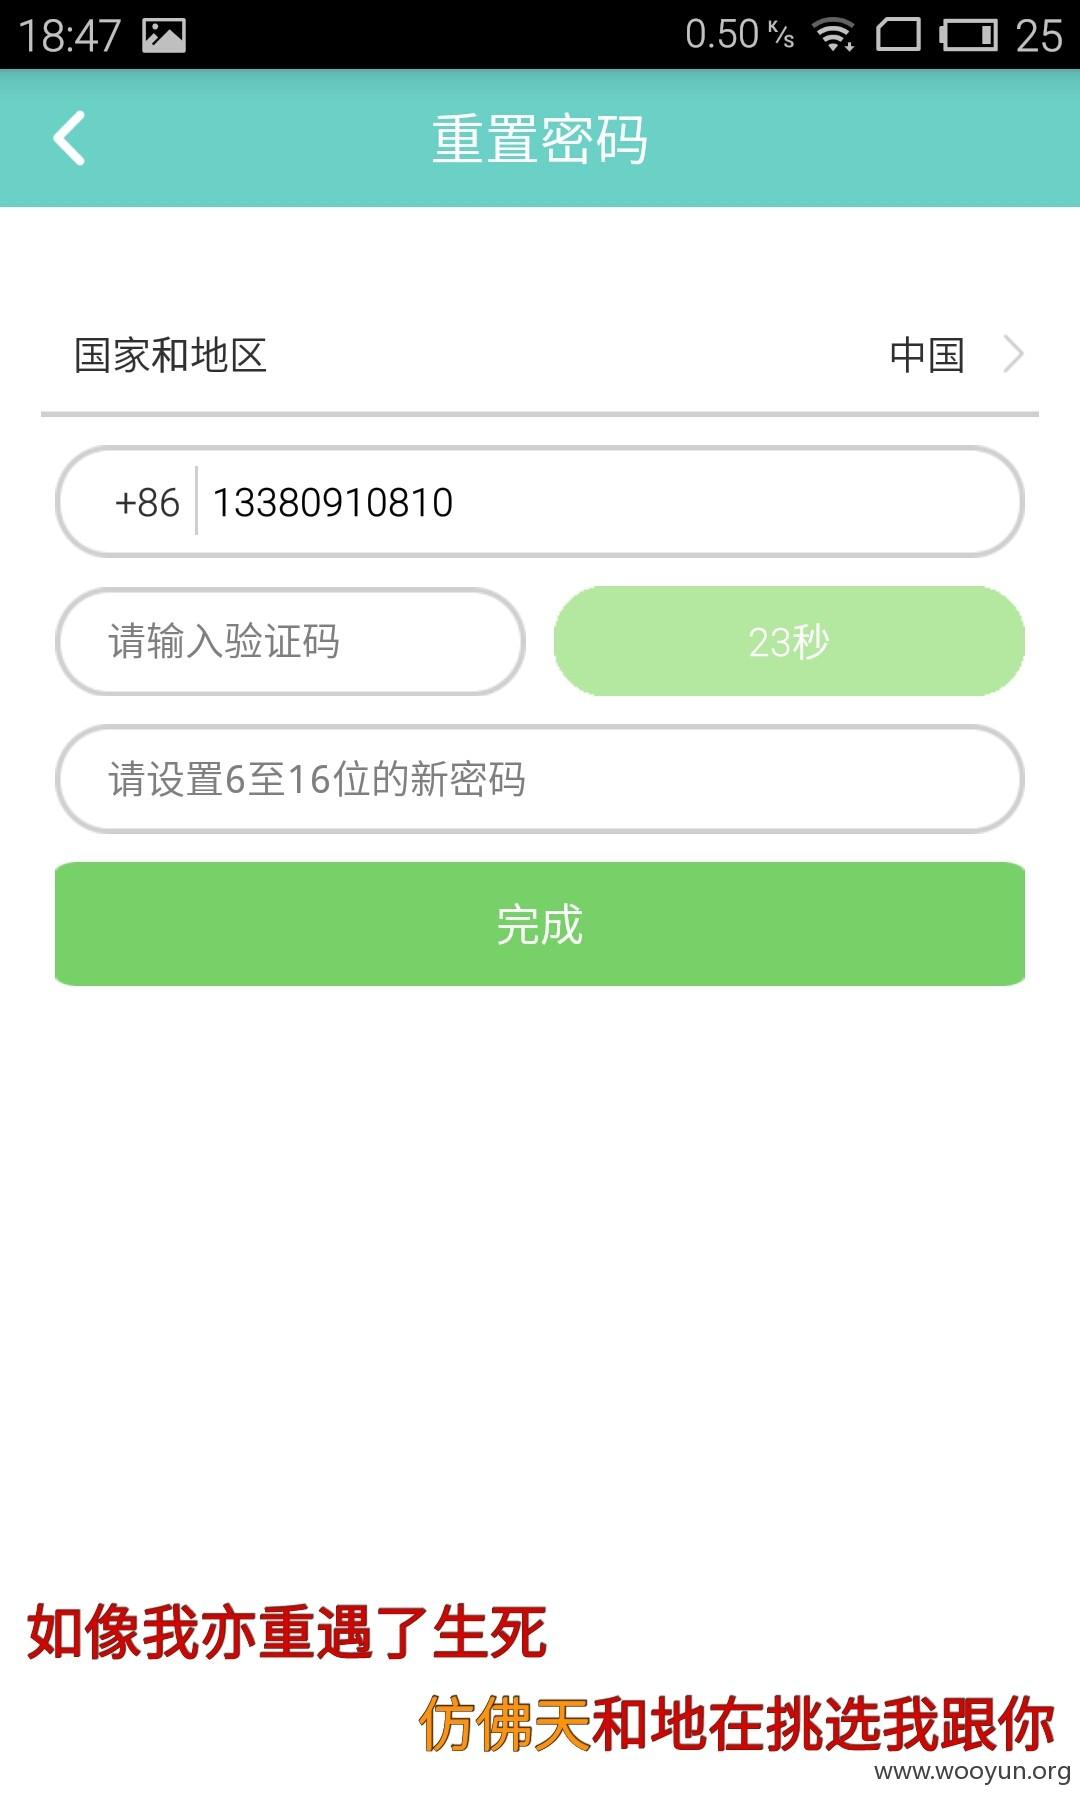 18:47 0.50 K/s 25
重置密码
国家和地区 中国
+86 13380910810
请输入验证码 23秒
请设置6至16位的新密码
完成
如像我亦重遇了生死
仿佛天和地在挑选我跟你
www.wooyun.org